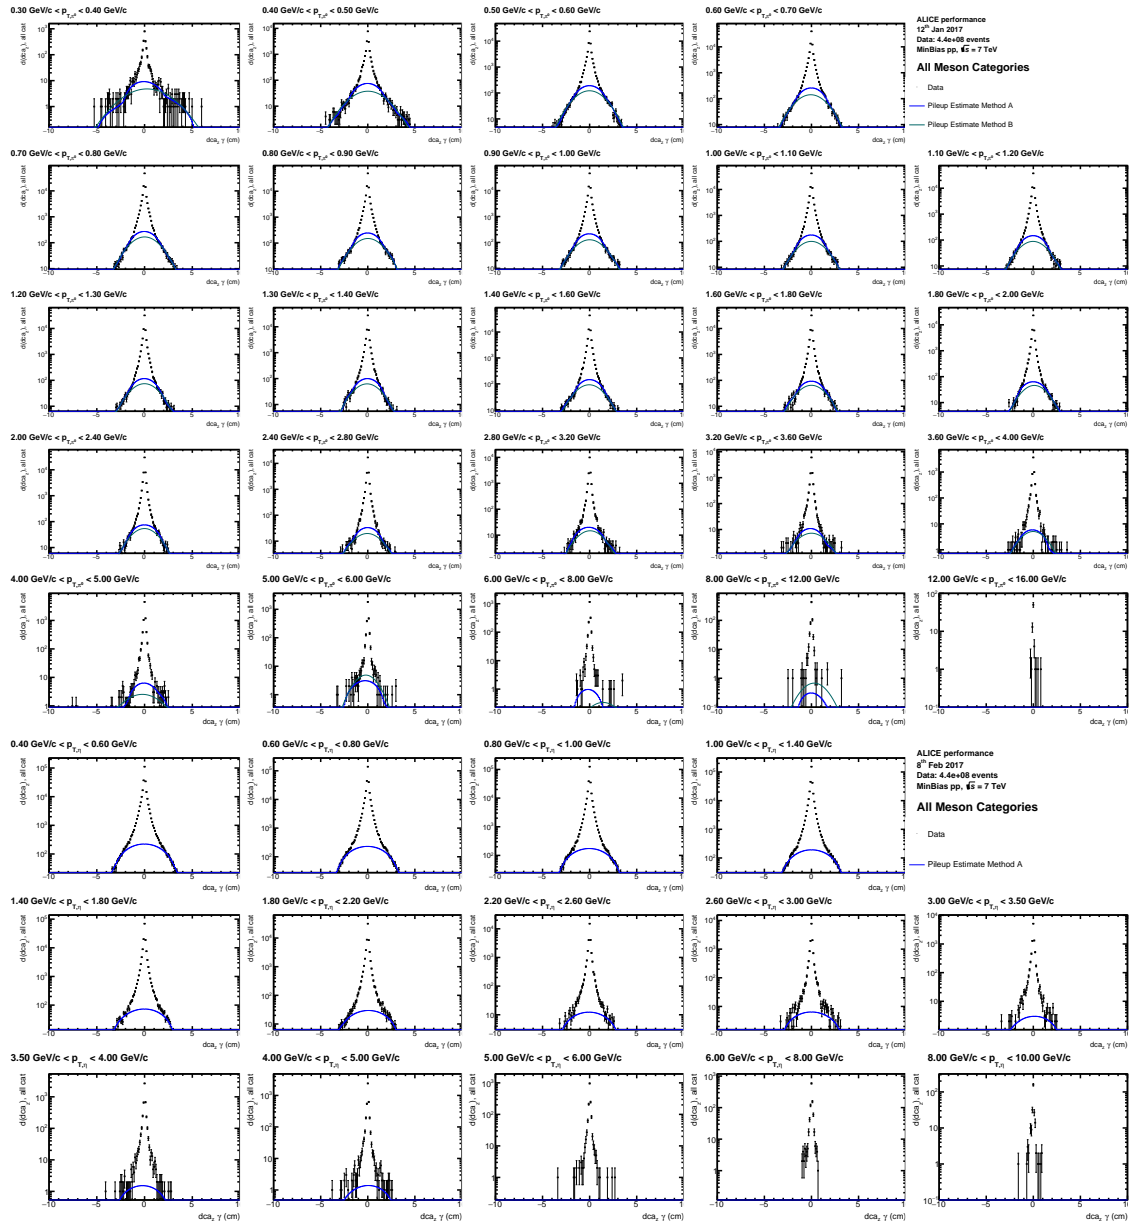 0.30 GeV/c < p_T,π⁰ < 0.40 GeV/c
0.40 GeV/c < p_T,π⁰ < 0.50 GeV/c
0.50 GeV/c < p_T,π⁰ < 0.60 GeV/c
0.60 GeV/c < p_T,π⁰ < 0.70 GeV/c
ALICE performance
12th Jan 2017
Data: 4.4e+08 events
MinBias pp, √s = 7 TeV
All Meson Categories
Data
Pileup Estimate Method A
Pileup Estimate Method B
d(dca_z), all cat
dca_z γ (cm)
0.70 GeV/c < p_T,π⁰ < 0.80 GeV/c
0.80 GeV/c < p_T,π⁰ < 0.90 GeV/c
0.90 GeV/c < p_T,π⁰ < 1.00 GeV/c
1.00 GeV/c < p_T,π⁰ < 1.10 GeV/c
1.10 GeV/c < p_T,π⁰ < 1.20 GeV/c
1.20 GeV/c < p_T,π⁰ < 1.30 GeV/c
1.30 GeV/c < p_T,π⁰ < 1.40 GeV/c
1.40 GeV/c < p_T,π⁰ < 1.60 GeV/c
1.60 GeV/c < p_T,π⁰ < 1.80 GeV/c
1.80 GeV/c < p_T,π⁰ < 2.00 GeV/c
2.00 GeV/c < p_T,π⁰ < 2.40 GeV/c
2.40 GeV/c < p_T,π⁰ < 2.80 GeV/c
2.80 GeV/c < p_T,π⁰ < 3.20 GeV/c
3.20 GeV/c < p_T,π⁰ < 3.60 GeV/c
3.60 GeV/c < p_T,π⁰ < 4.00 GeV/c
4.00 GeV/c < p_T,π⁰ < 5.00 GeV/c
5.00 GeV/c < p_T,π⁰ < 6.00 GeV/c
6.00 GeV/c < p_T,π⁰ < 8.00 GeV/c
8.00 GeV/c < p_T,π⁰ < 12.00 GeV/c
12.00 GeV/c < p_T,π⁰ < 16.00 GeV/c
0.40 GeV/c < p_T,η < 0.60 GeV/c
0.60 GeV/c < p_T,η < 0.80 GeV/c
0.80 GeV/c < p_T,η < 1.00 GeV/c
1.00 GeV/c < p_T,η < 1.40 GeV/c
ALICE performance
8th Feb 2017
Data: 4.4e+08 events
MinBias pp, √s = 7 TeV
All Meson Categories
Data
Pileup Estimate Method A
1.40 GeV/c < p_T,η < 1.80 GeV/c
1.80 GeV/c < p_T,η < 2.20 GeV/c
2.20 GeV/c < p_T,η < 2.60 GeV/c
2.60 GeV/c < p_T,η < 3.00 GeV/c
3.00 GeV/c < p_T,η < 3.50 GeV/c
3.50 GeV/c < p_T,η < 4.00 GeV/c
4.00 GeV/c < p_T,η < 5.00 GeV/c
5.00 GeV/c < p_T,η < 6.00 GeV/c
6.00 GeV/c < p_T,η < 8.00 GeV/c
8.00 GeV/c < p_T,η < 10.00 GeV/c